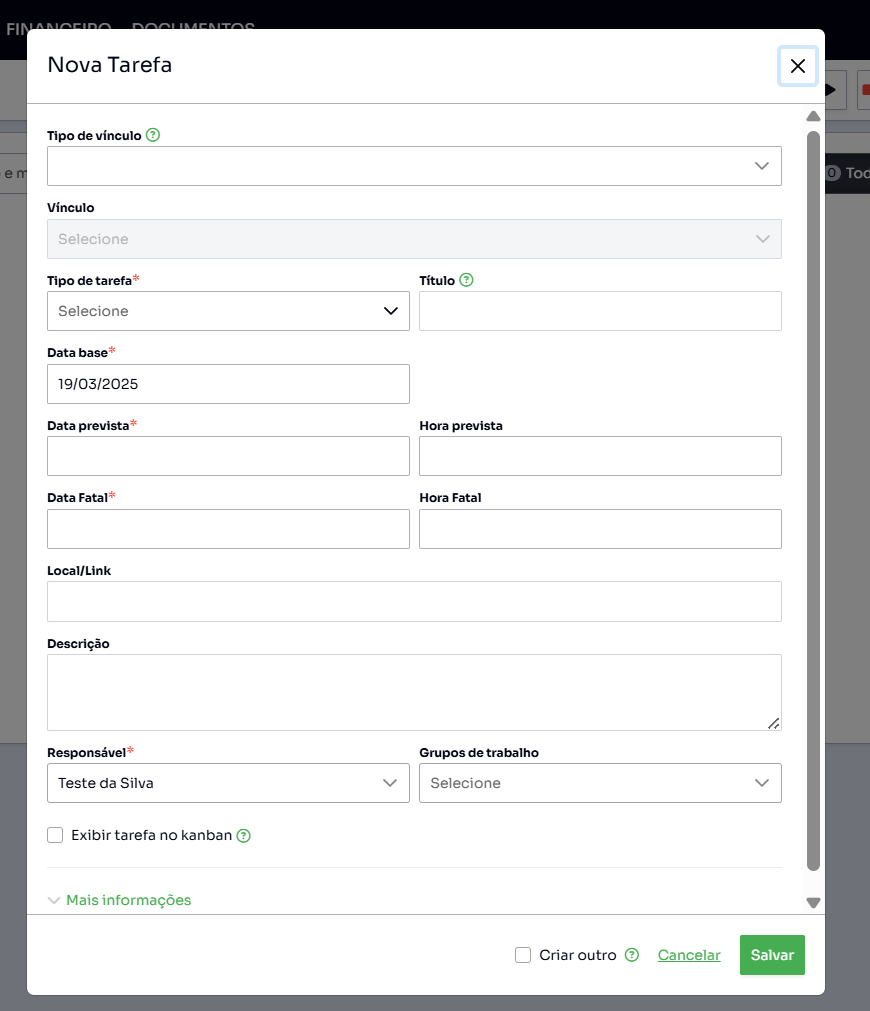 FINANCEIRO DOCUMENTOS
Nova Tarefa
Tipo de vínculo ?
e m
0 Tod
Vínculo
Selecione
Tipo de tarefa* Título ?
Selecione
Data base*
19/03/2025
Data prevista* Hora prevista
Data Fatal* Hora Fatal
Local/Link
Descrição
Responsável* Grupos de trabalho
Teste da Silva Selecione
Exibir tarefa no kanban ?
Mais informações
Criar outro ? Cancelar Salvar